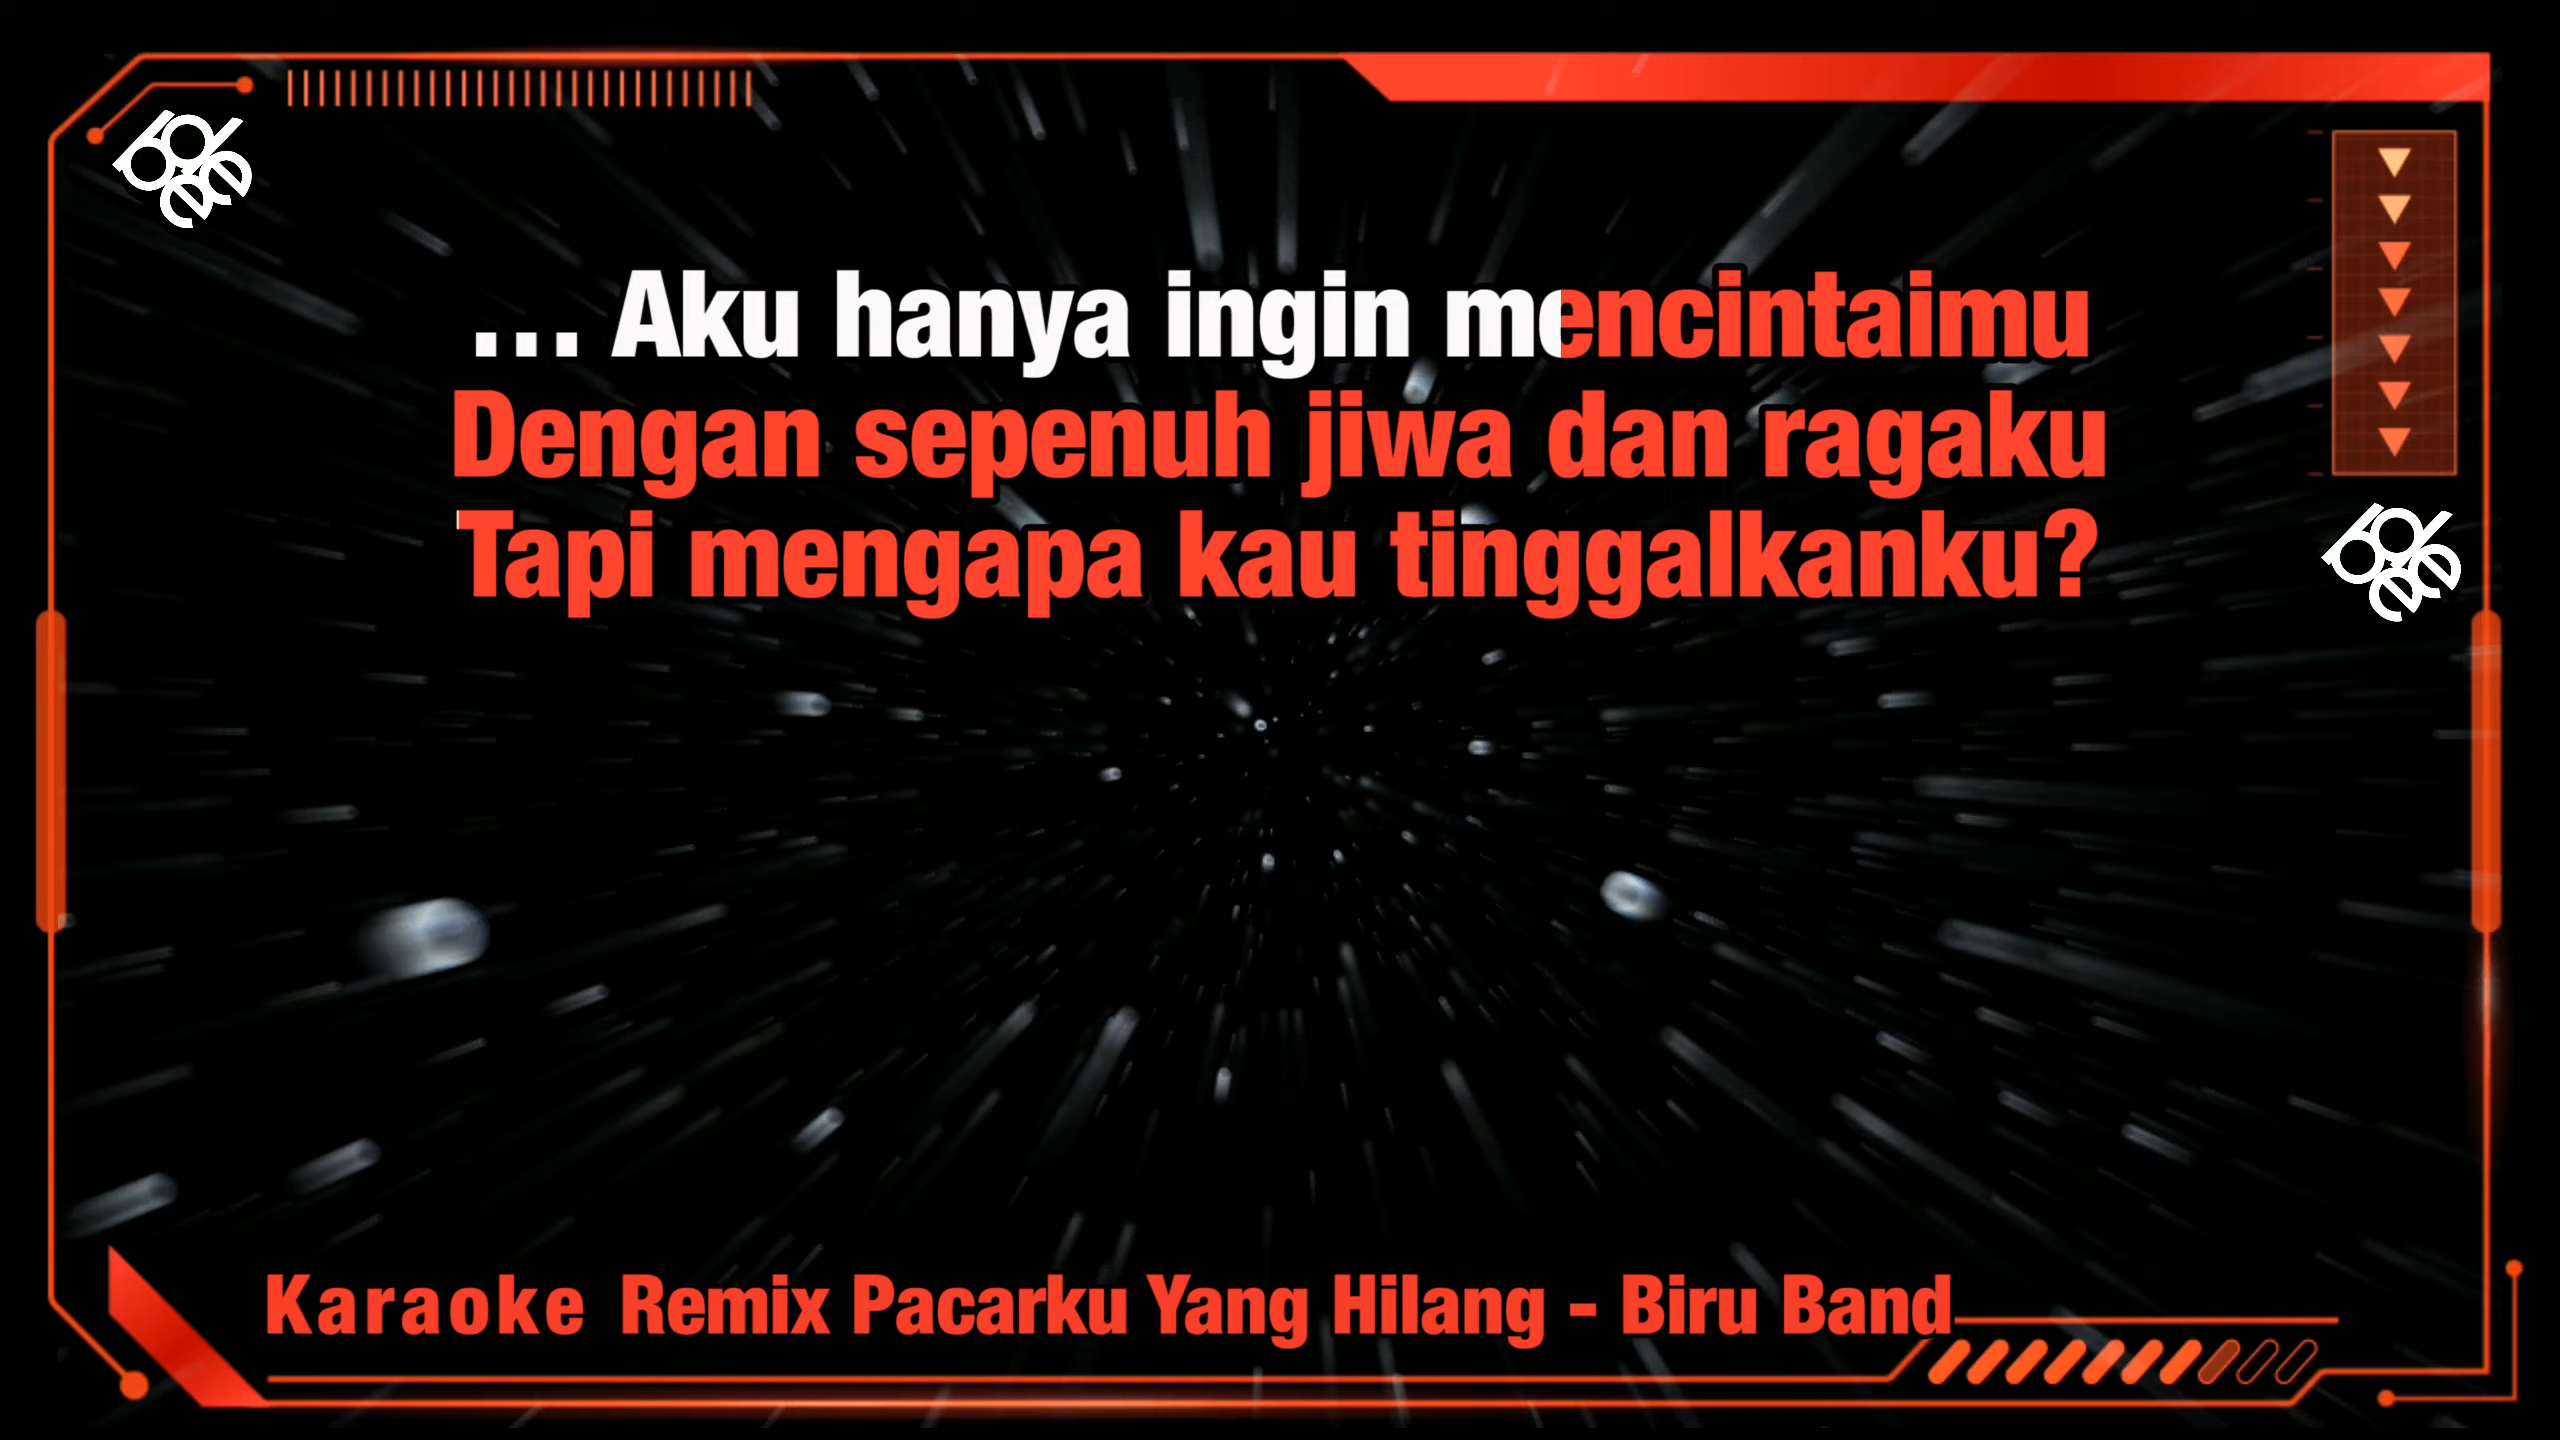 ... Aku hanya ingin mencintaimu
Dengan sepenuh jiwa dan ragaku
Tapi mengapa kau tinggalkanku?
Karaoke Remix Pacarku Yang Hilang - Biru Band